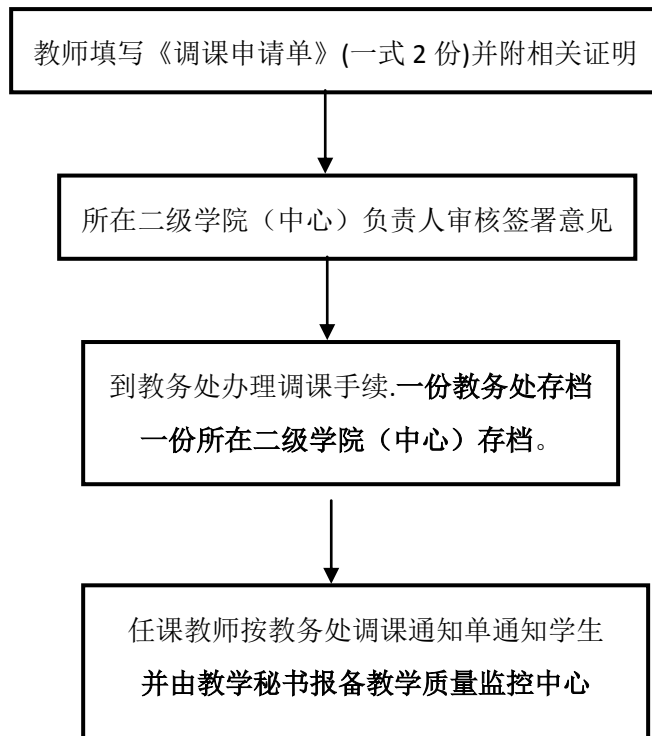 教师填写《调课申请单》(一式 2 份)并附相关证明
所在二级学院（中心）负责人审核签署意见
到教务处办理调课手续.一份教务处存档
一份所在二级学院（中心）存档。
任课教师按教务处调课通知单通知学生
并由教学秘书报备教学质量监控中心